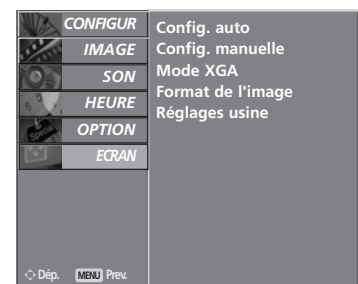 CONFIGUR
IMAGE
SON
HEURE
OPTION
ECRAN
Config. auto
Config. manuelle
Mode XGA
Format de l'image
Réglages usine
Dép. MENU Prev.